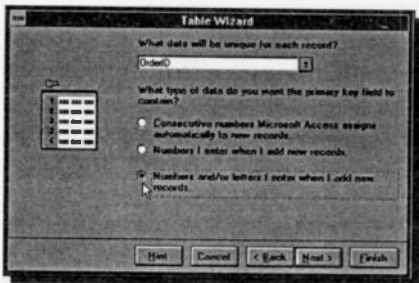 Table Wizard
What data will be unique for each record?
OrderID
What type of data do you want the primary key field to
contain?
Consecutive numbers Microsoft Access assigns
automatically to new records.
Numbers I enter when I add new records.
Numbers and/or letters I enter when I add new
records.
Hint
Cancel
< Back
Next >
Finish